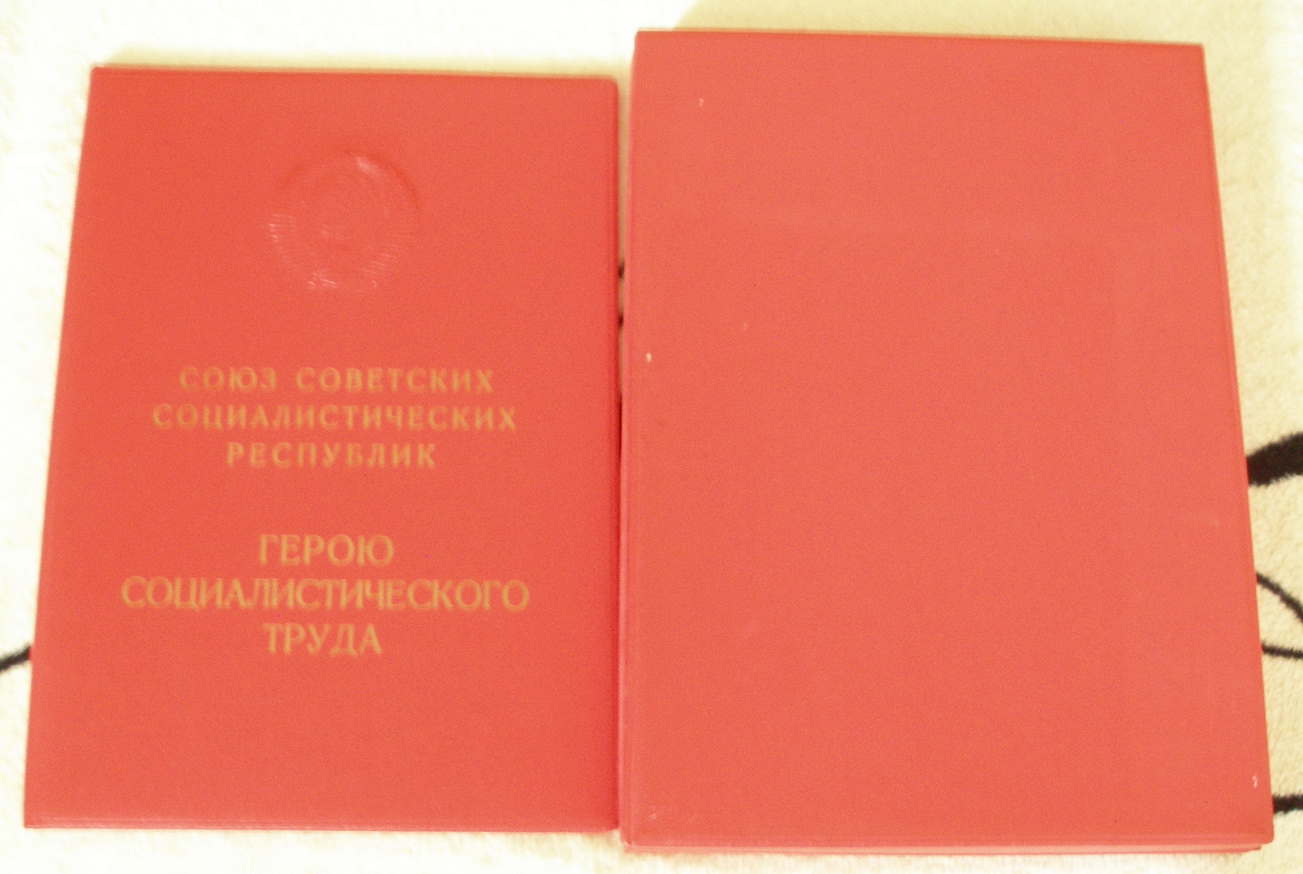 СОЮЗ СОВЕТСКИХ
СОЦИАЛИСТИЧЕСКИХ
РЕСПУБЛИК
ГЕРОЮ
СОЦИАЛИСТИЧЕСКОГО
ТРУДА